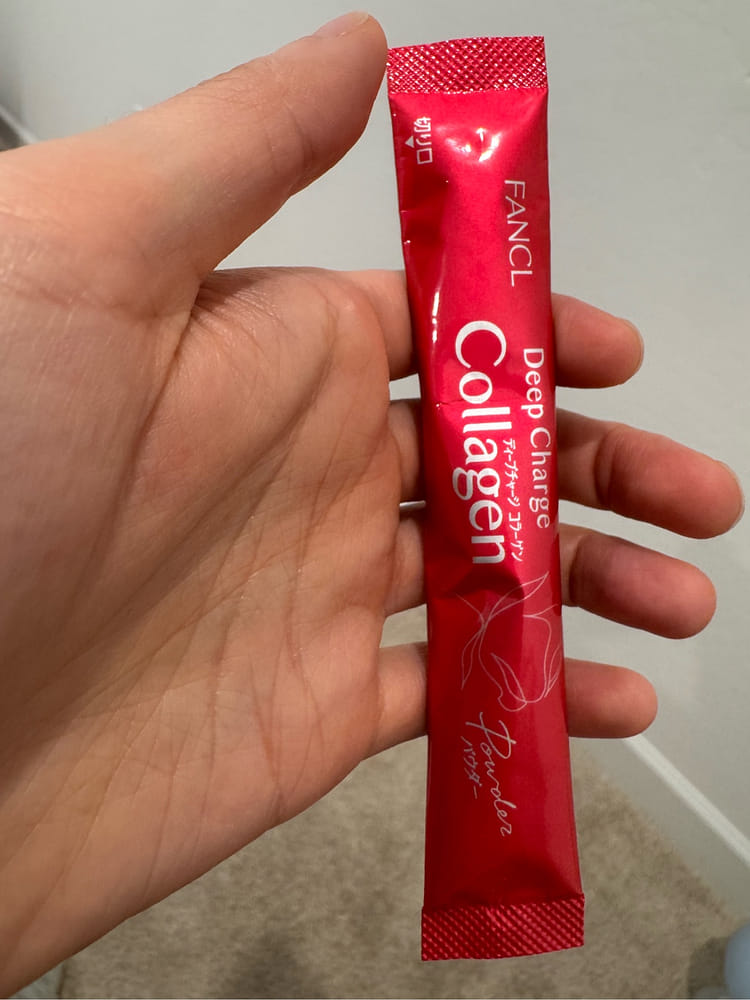 切り口
FANCL
Deep Charge
ディープチャージ コラーゲン
Collagen
Powder
パウダー